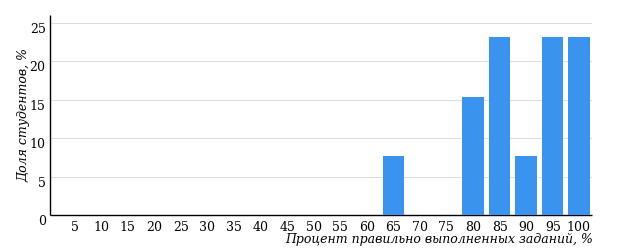 Доля студентов, %
25
20
15
10
5
0
5 10 15 20 25 30 35 40 45 50 55 60 65 70 75 80 85 90 95 100
Процент правильно выполненных заданий, %